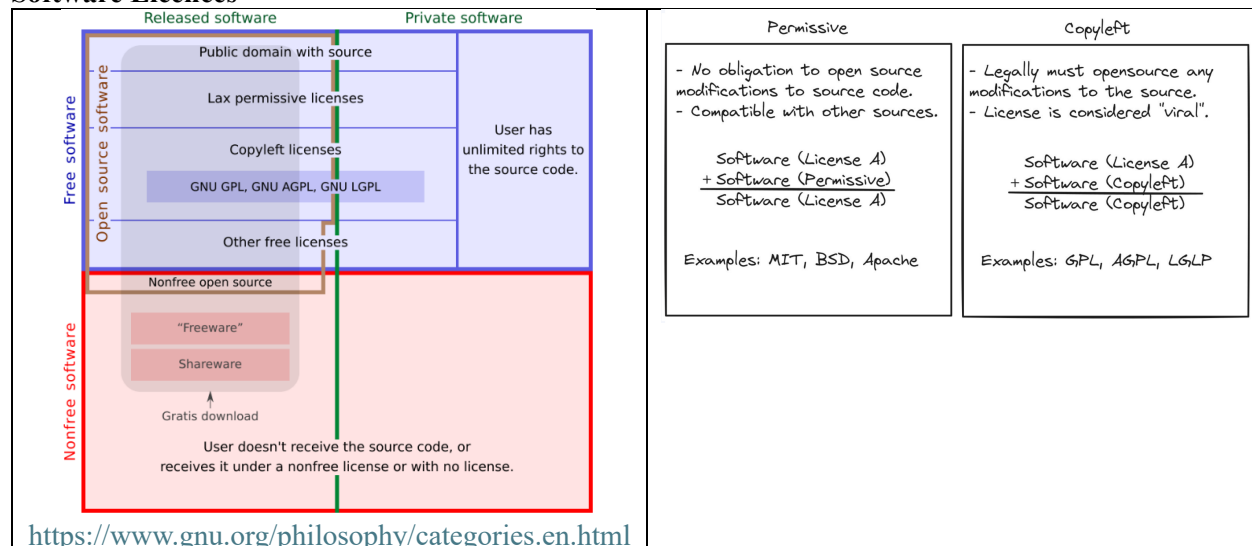 Software Licences
Released software
Private software
Free software
Open source software
Public domain with source
Lax permissive licenses
Copyleft licenses
GNU GPL, GNU AGPL, GNU LGPL
Other free licenses
User has
unlimited rights to
the source code.
Nonfree software
Nonfree open source
“Freeware”
Shareware
Gratis download
User doesn't receive the source code, or
receives it under a nonfree license or with no license.
https://www.gnu.org/philosophy/categories.en.html
Permissive
- No obligation to open source
modifications to source code.
- Compatible with other sources.
Software (License A)
+ Software (Permissive)
Software (License A)
Examples: MIT, BSD, Apache
Copyleft
- Legally must opensource any
modifications to the source.
- License is considered "viral".
Software (License A)
+ Software (Copyleft)
Software (Copyleft)
Examples: GPL, AGPL, LGLP